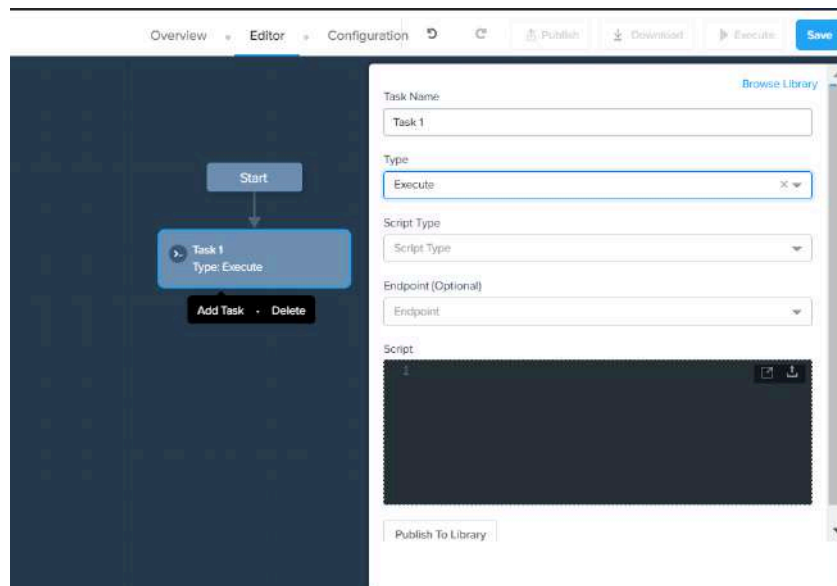 Overview Editor Configuration Publish Download Execute Save
Browse Library
Task Name
Task 1
Type
Execute
Script Type
Script Type
Endpoint (Optional)
Endpoint
Script
1
Publish To Library
Start
Task 1
Type: Execute
Add Task Delete